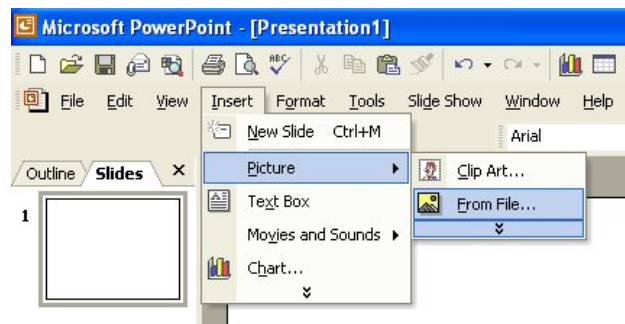 Microsoft PowerPoint - [Presentation1]
ABC
File Edit View Insert Format Tools Slide Show Window Help
New Slide Ctrl+M
Arial
Outline Slides
Picture
Clip Art...
Text Box
From File...
1
Movies and Sounds
Chart...